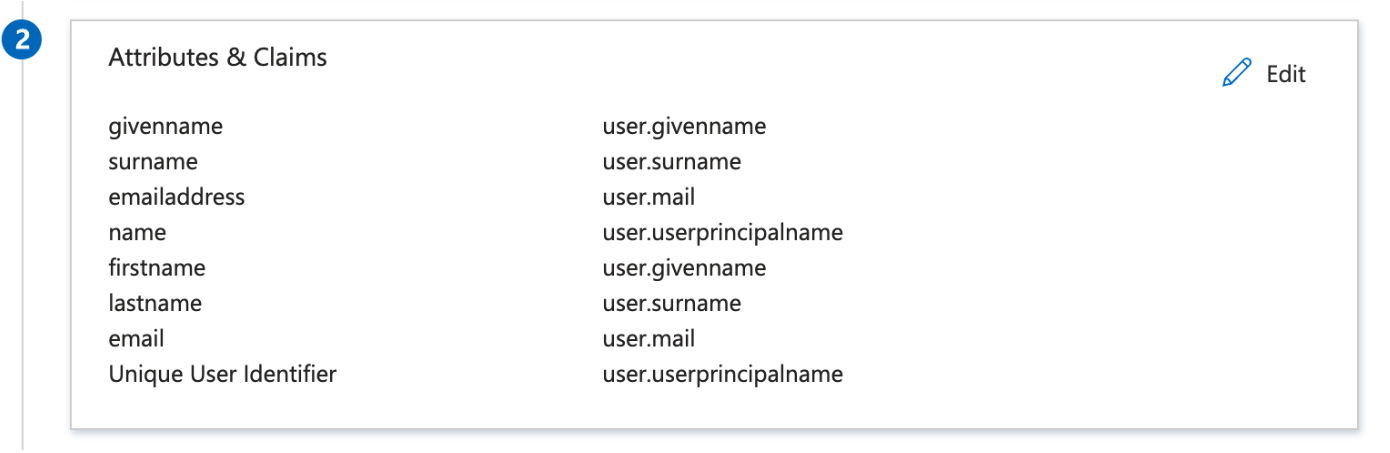 2
Attributes & Claims
Edit
givenname user.givenname
surname user.surname
emailaddress user.mail
name user.userprincipalname
firstname user.givenname
lastname user.surname
email user.mail
Unique User Identifier user.userprincipalname